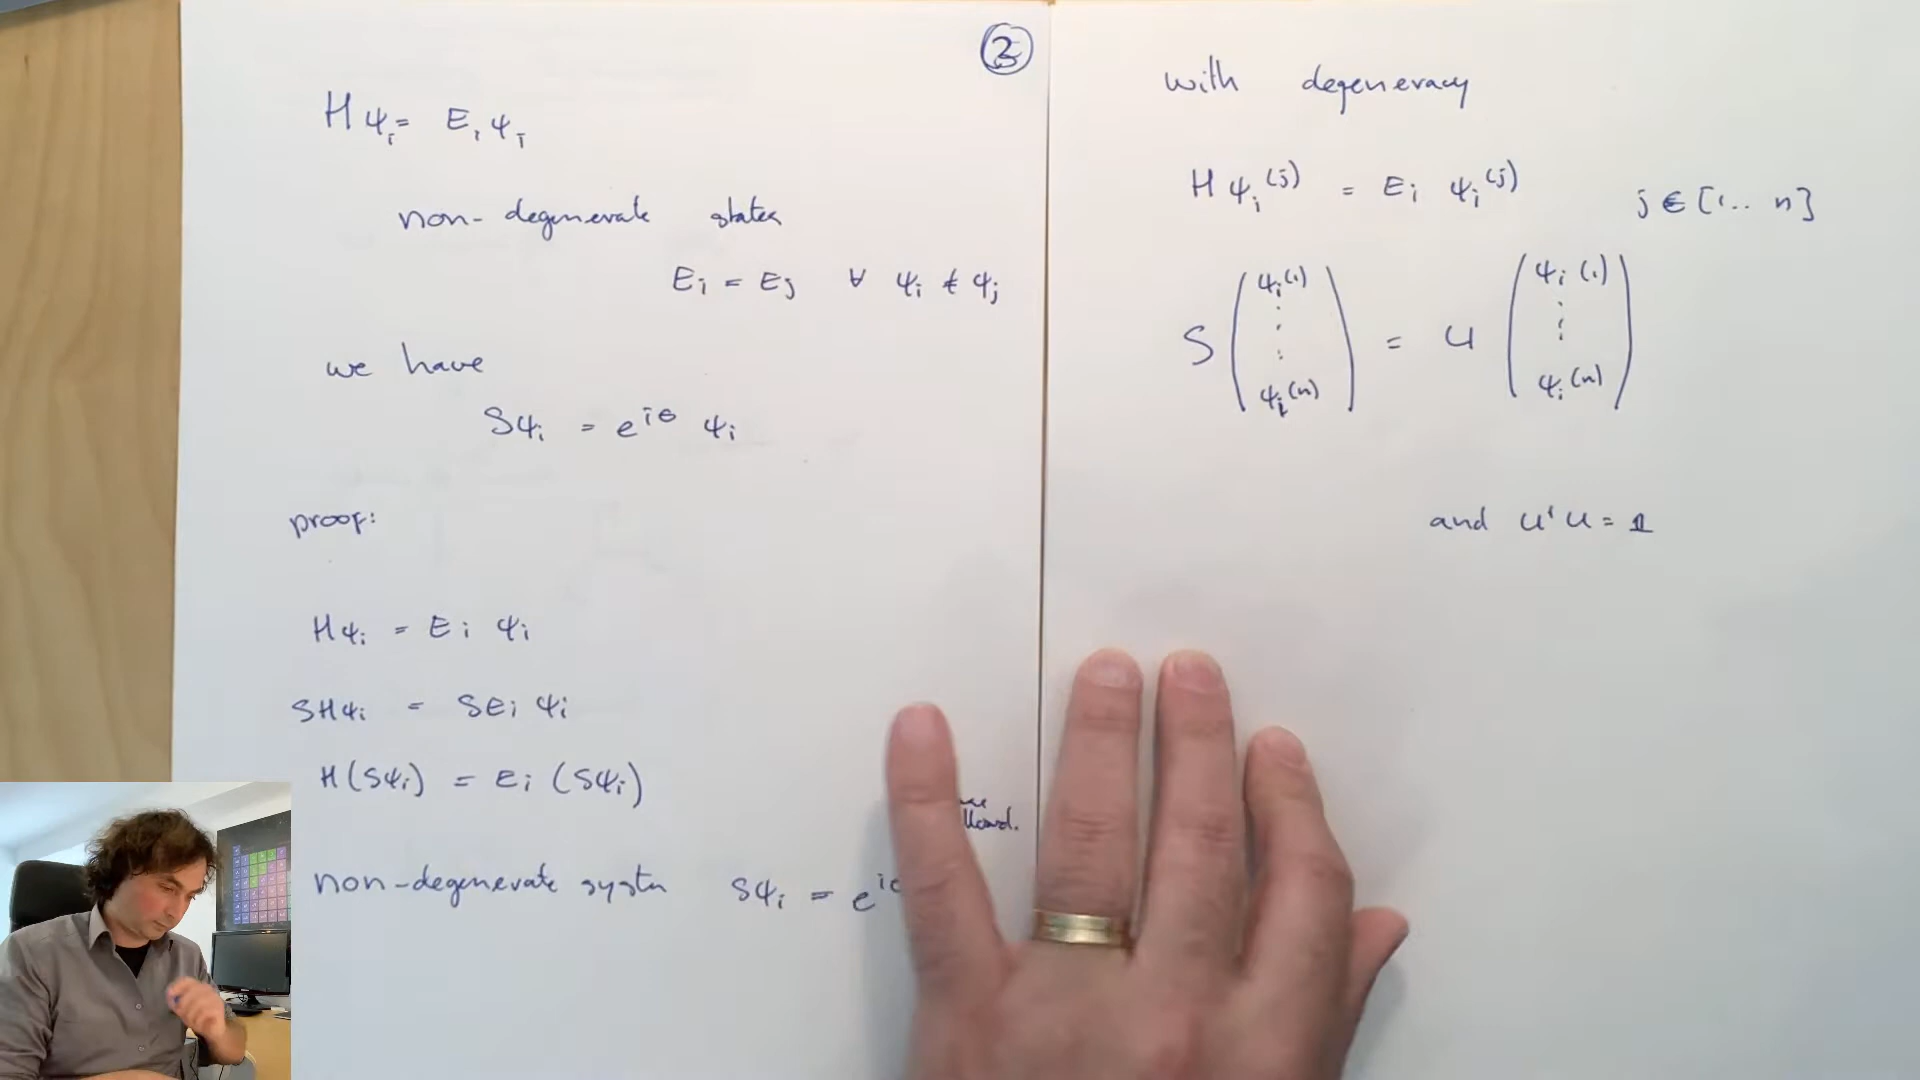 ②
Hψᵢ = Eᵢ ψᵢ
non-degenerate states
Eᵢ = Eⱼ ∀ ψᵢ ≠ ψⱼ
we have
Sψᵢ = e^{iθ} ψᵢ
proof:
Hψᵢ = Eᵢ ψᵢ
SHψᵢ = SEᵢ ψᵢ
H(Sψᵢ) = Eᵢ (Sψᵢ)
non-degenerate system Sψᵢ = e^i
with degeneracy
H ψᵢ^(j) = Eᵢ ψᵢ^(j) j ∈ [1.. n]
S (ψᵢ^(1) ⋮ ψᵢ^(n)) = U (ψᵢ^(1) ⋮ ψᵢ^(n))
and U†U = 𝟙